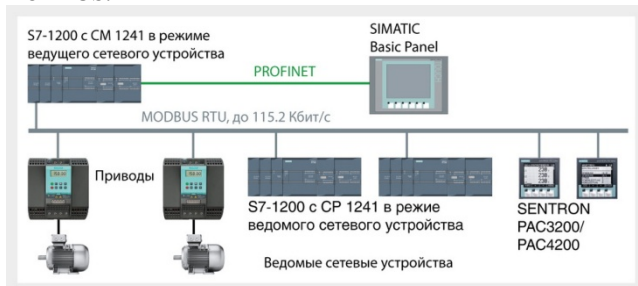 S7-1200 с CM 1241 в режиме
ведущего сетевого устройства
SIMATIC
Basic Panel
PROFINET
MODBUS RTU, до 115.2 Кбит/с
Приводы
S7-1200 с CP 1241 в режие
ведомого сетевого устройства
SENTRON
PAC3200/
PAC4200
Ведомые сетевые устройства